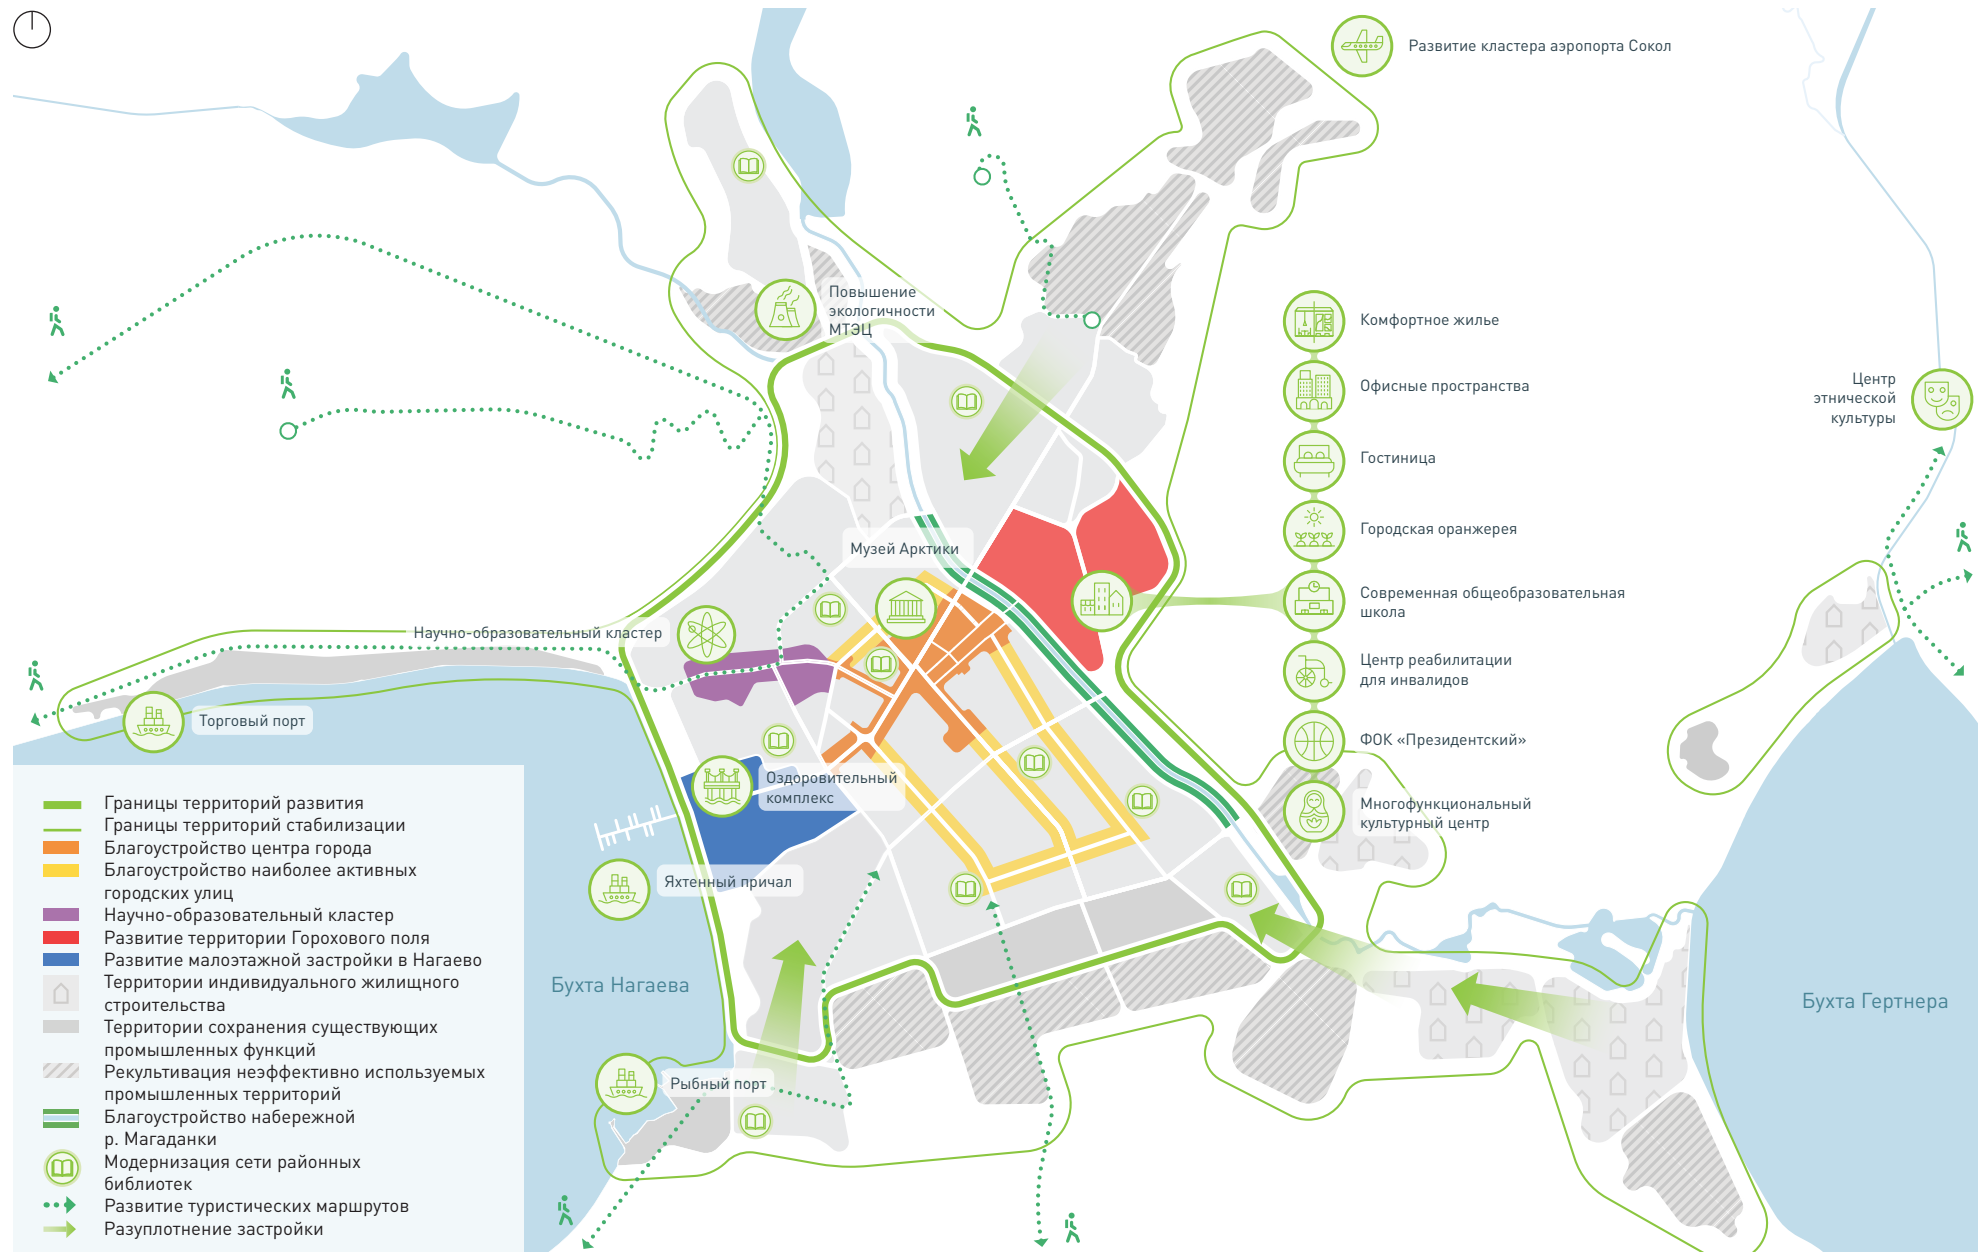 Развитие кластера аэропорта Сокол
Повышение
экологичности
МТЭЦ
Комфортное жилье
Офисные пространства
Гостиница
Городская оранжерея
Современная общеобразовательная
школа
Центр реабилитации
для инвалидов
ФОК «Президентский»
Многофункциональный
культурный центр
Центр
этнической
культуры
Музей Арктики
Научно-образовательный кластер
Торговый порт
Оздоровительный
комплекс
Яхтенный причал
Бухта Нагаева
Рыбный порт
Бухта Гертнера
Границы территорий развития
Границы территорий стабилизации
Благоустройство центра города
Благоустройство наиболее активных
городских улиц
Научно-образовательный кластер
Развитие территории Горохового поля
Развитие малоэтажной застройки в Нагаево
Территории индивидуального жилищного
строительства
Территории сохранения существующих
промышленных функций
Рекультивация неэффективно используемых
промышленных территорий
Благоустройство набережной
р. Магаданки
Модернизация сети районных
библиотек
Развитие туристических маршрутов
Разуплотнение застройки